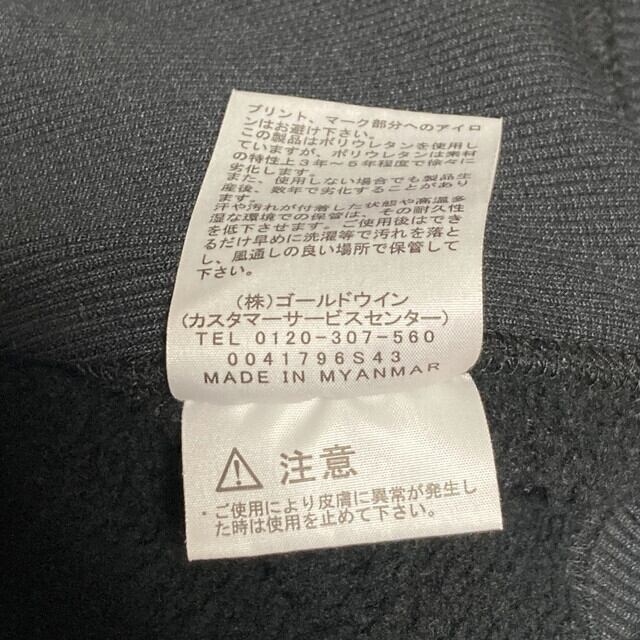 プリント、マーク部分へのアイロ
ンはお避け下さい。
この製品はポリウレタンを使用し
ていますが、ポリウレタンは素材
の特性上3年~5年程度で徐々に
劣化します。
また、使用しない場合でも製品生
産後、数年で劣化することがあり
ます。
汗や汚れが付着した状態や高温多
湿な環境での保管は、その耐久性
を低下させます。ご使用後はでき
るだけ早めに洗濯等で汚れを落と
し、風通しの良い場所で保管して
下さい。
(株)ゴールドウイン
(カスタマーサービスセンター)
TEL 0120-307-560
0041796S43
MADE IN MYANMAR
注意
・ご使用により皮膚に異常が発生し
た時は使用を止めて下さい。